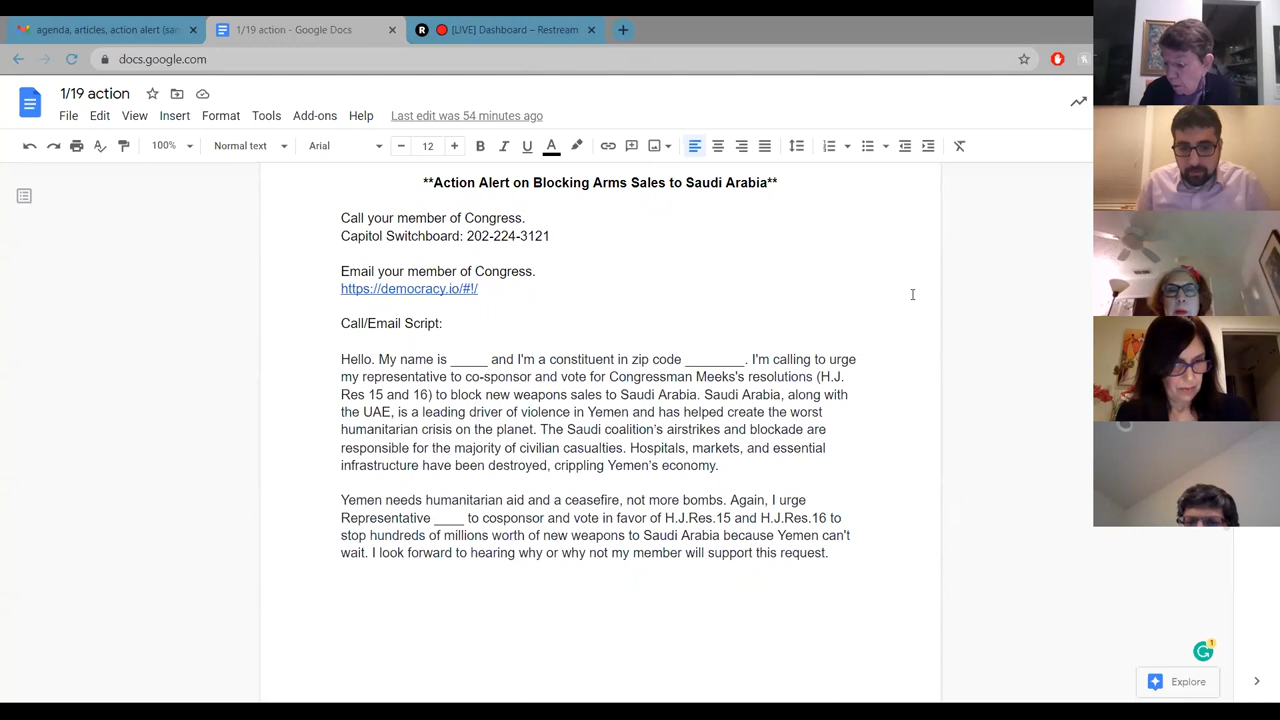 agenda, articles, action alert (sar
1/19 action - Google Docs
R
[LIVE] Dashboard – Restream
docs.google.com
1/19 action
File Edit View Insert Format Tools Add-ons Help Last edit was 54 minutes ago
100% Normal text Arial 12 B I U A
**Action Alert on Blocking Arms Sales to Saudi Arabia**
Call your member of Congress.
Capitol Switchboard: 202-224-3121
Email your member of Congress.
https://democracy.io/#!/
Call/Email Script:
Hello. My name is _____ and I'm a constituent in zip code ________. I'm calling to urge
my representative to co-sponsor and vote for Congressman Meeks's resolutions (H.J.
Res 15 and 16) to block new weapons sales to Saudi Arabia. Saudi Arabia, along with
the UAE, is a leading driver of violence in Yemen and has helped create the worst
humanitarian crisis on the planet. The Saudi coalition's airstrikes and blockade are
responsible for the majority of civilian casualties. Hospitals, markets, and essential
infrastructure have been destroyed, crippling Yemen's economy.
Yemen needs humanitarian aid and a ceasefire, not more bombs. Again, I urge
Representative ____ to cosponsor and vote in favor of H.J.Res.15 and H.J.Res.16 to
stop hundreds of millions worth of new weapons to Saudi Arabia because Yemen can't
wait. I look forward to hearing why or why not my member will support this request.
1
Explore